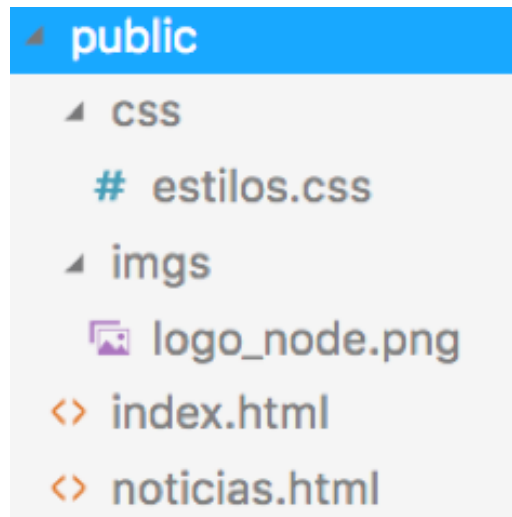 public
css
# estilos.css
imgs
logo_node.png
<> index.html
<> noticias.html